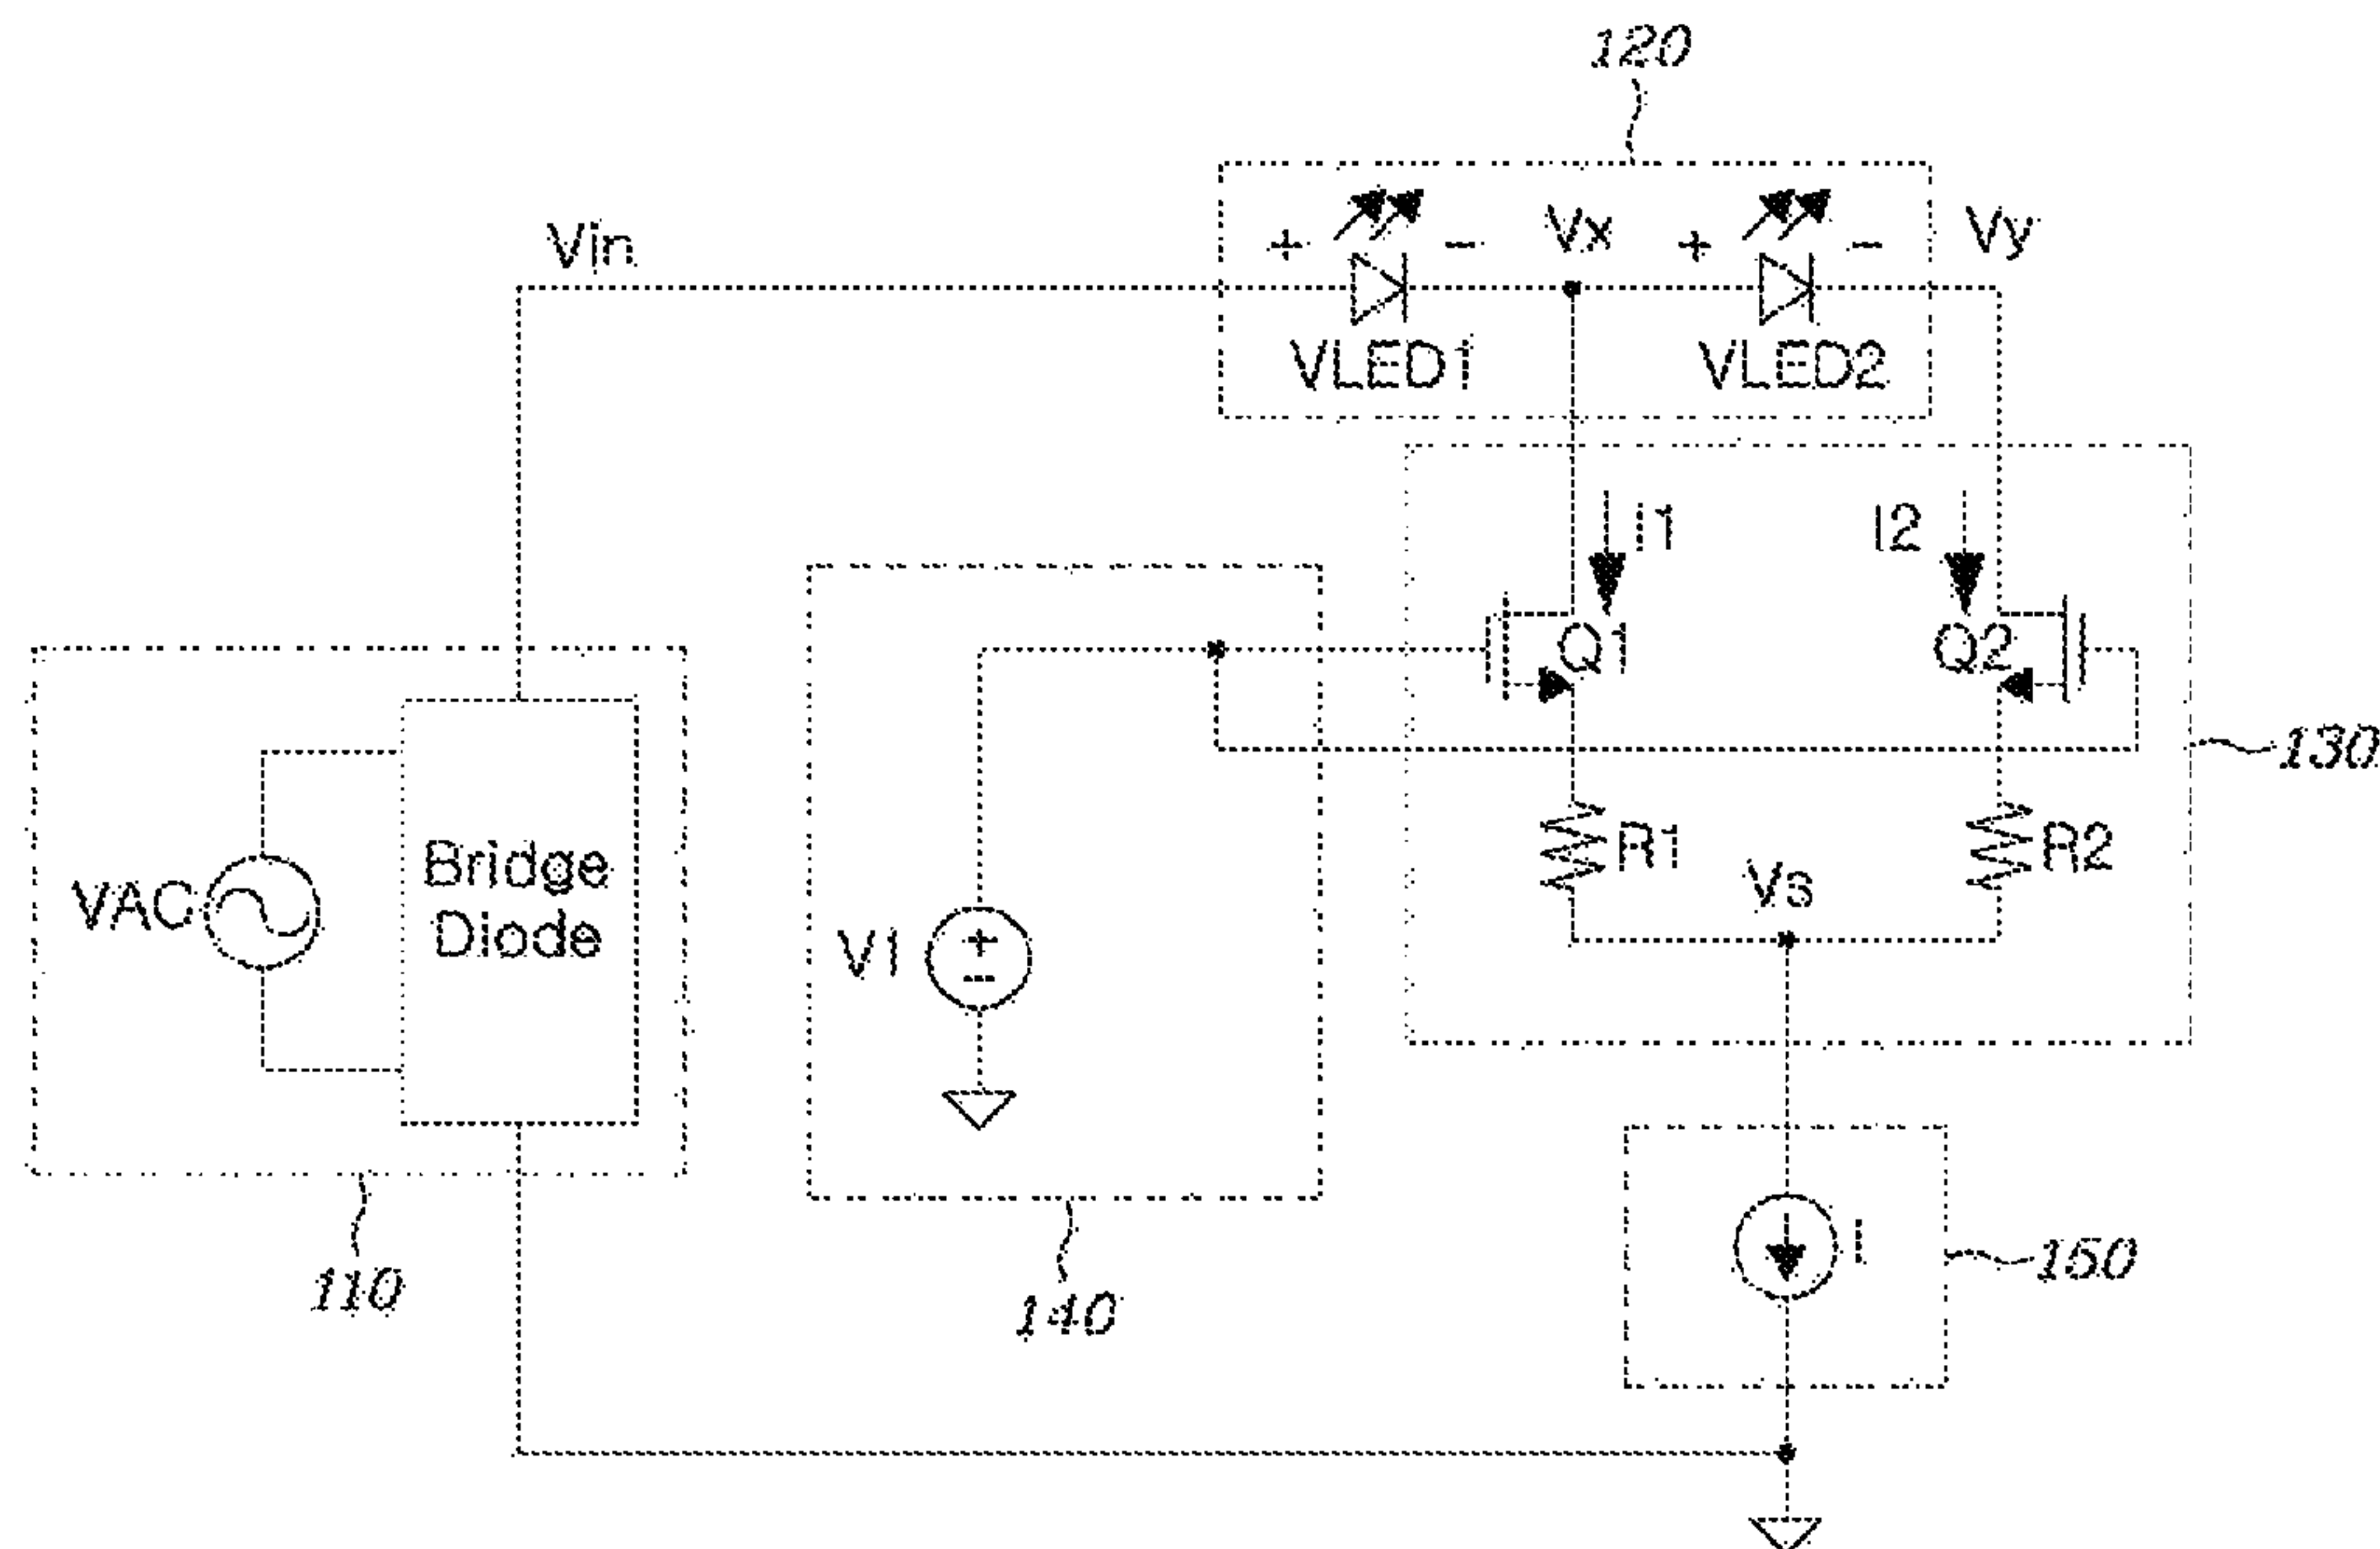 120
Vin
+ - Vx + - Vy
VLED1 VLED2
I1 I2
Q1 Q2
130
R1 R2
Vs
VAC
Bridge
Diode
V1
+
-
I
150
110
140